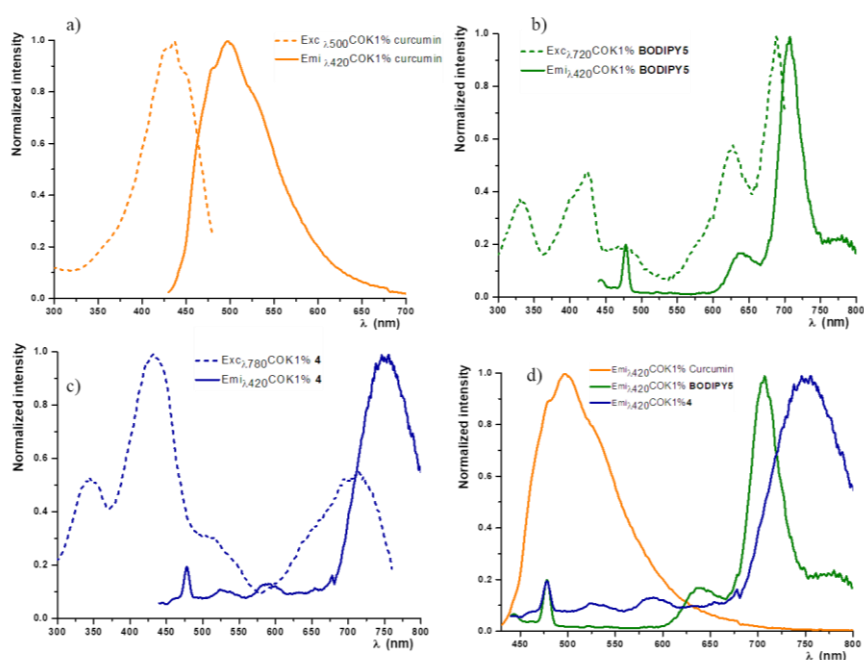 a)
Exc λ500COK1% curcumin
Emi λ420COK1% curcumin
Normalized intensity
1.0
0.8
0.6
0.4
0.2
0.0
300 350 400 450 500 550 600 650 700
λ (nm)
b)
Excλ720COK1% BODIPY5
Emiλ420COK1% BODIPY5
Normalized intensity
1.0
0.8
0.6
0.4
0.2
0.0
300 350 400 450 500 550 600 650 700 750 800
λ (nm)
c)
Excλ780COK1% 4
Emiλ420COK1% 4
Normalized intensity
1.0
0.8
0.6
0.4
0.2
0.0
300 350 400 450 500 550 600 650 700 750 800
λ (nm)
d)
Emiλ420COK1% Curcumin
Emiλ420COK1% BODIPY5
Emiλ420COK1%4
Normalized intensity
1.0
0.8
0.6
0.4
0.2
0.0
450 500 550 600 650 700 750 800
λ (nm)